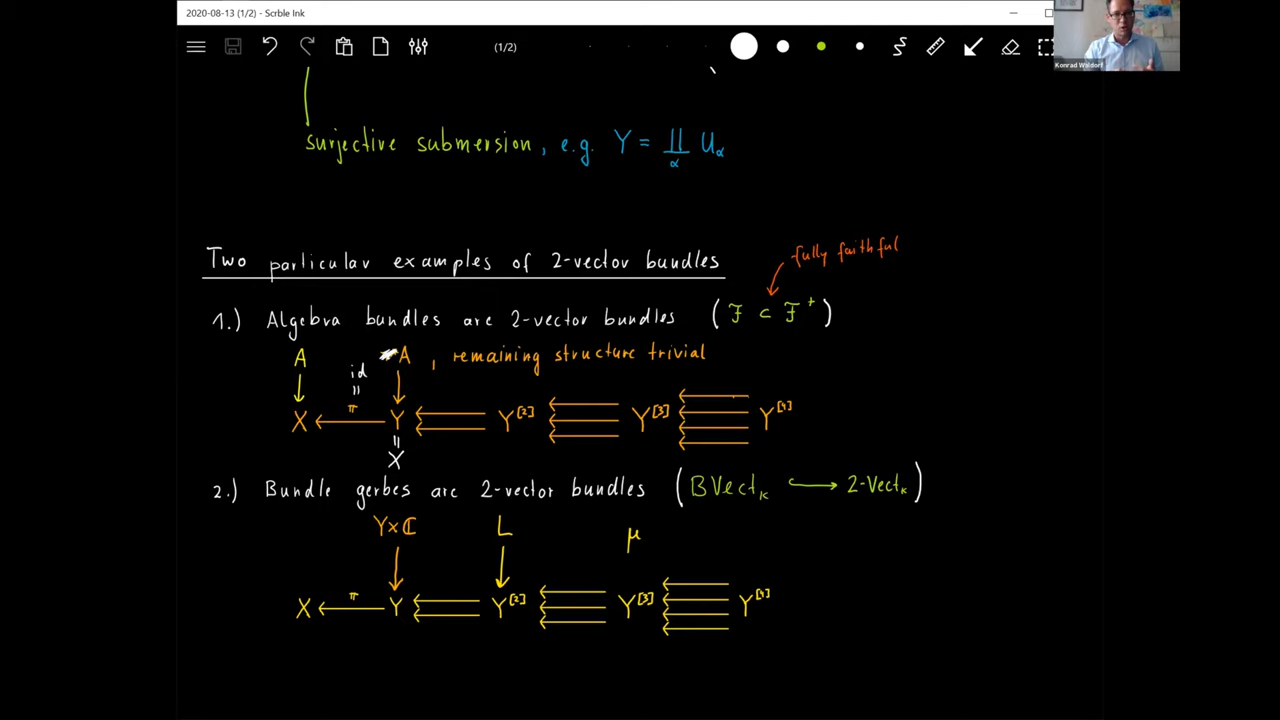 2020-08-13 (1/2) - Scrble Ink
(1/2)
Konrad Waldorf
surjective submersion, e.g. Y = ∐ U_α
α
Two particular examples of 2-vector bundles
fully faithful
1.) Algebra bundles are 2-vector bundles (F ⊂ F⁺)
A A, remaining structure trivial
id
=
X ← π Y Y^[2] Y^[3] Y^[4]
=
X
2.) Bundle gerbes are 2-vector bundles (BVect_K ↪ 2-Vect_K)
Y×ℂ L μ
X ← π Y Y^[2] Y^[3] Y^[4]